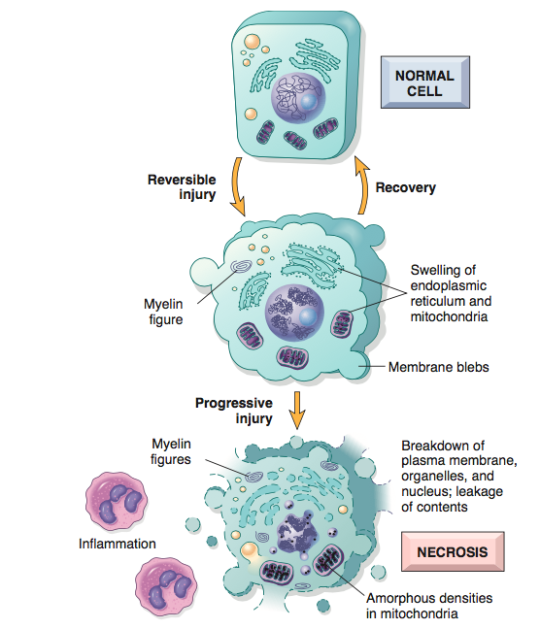 NORMAL
CELL
Reversible
injury
Recovery
Swelling of
endoplasmic
reticulum and
mitochondria
Myelin
figure
Membrane blebs
Progressive
injury
Myelin
figures
Breakdown of
plasma membrane,
organelles, and
nucleus; leakage
of contents
Inflammation
NECROSIS
Amorphous densities
in mitochondria